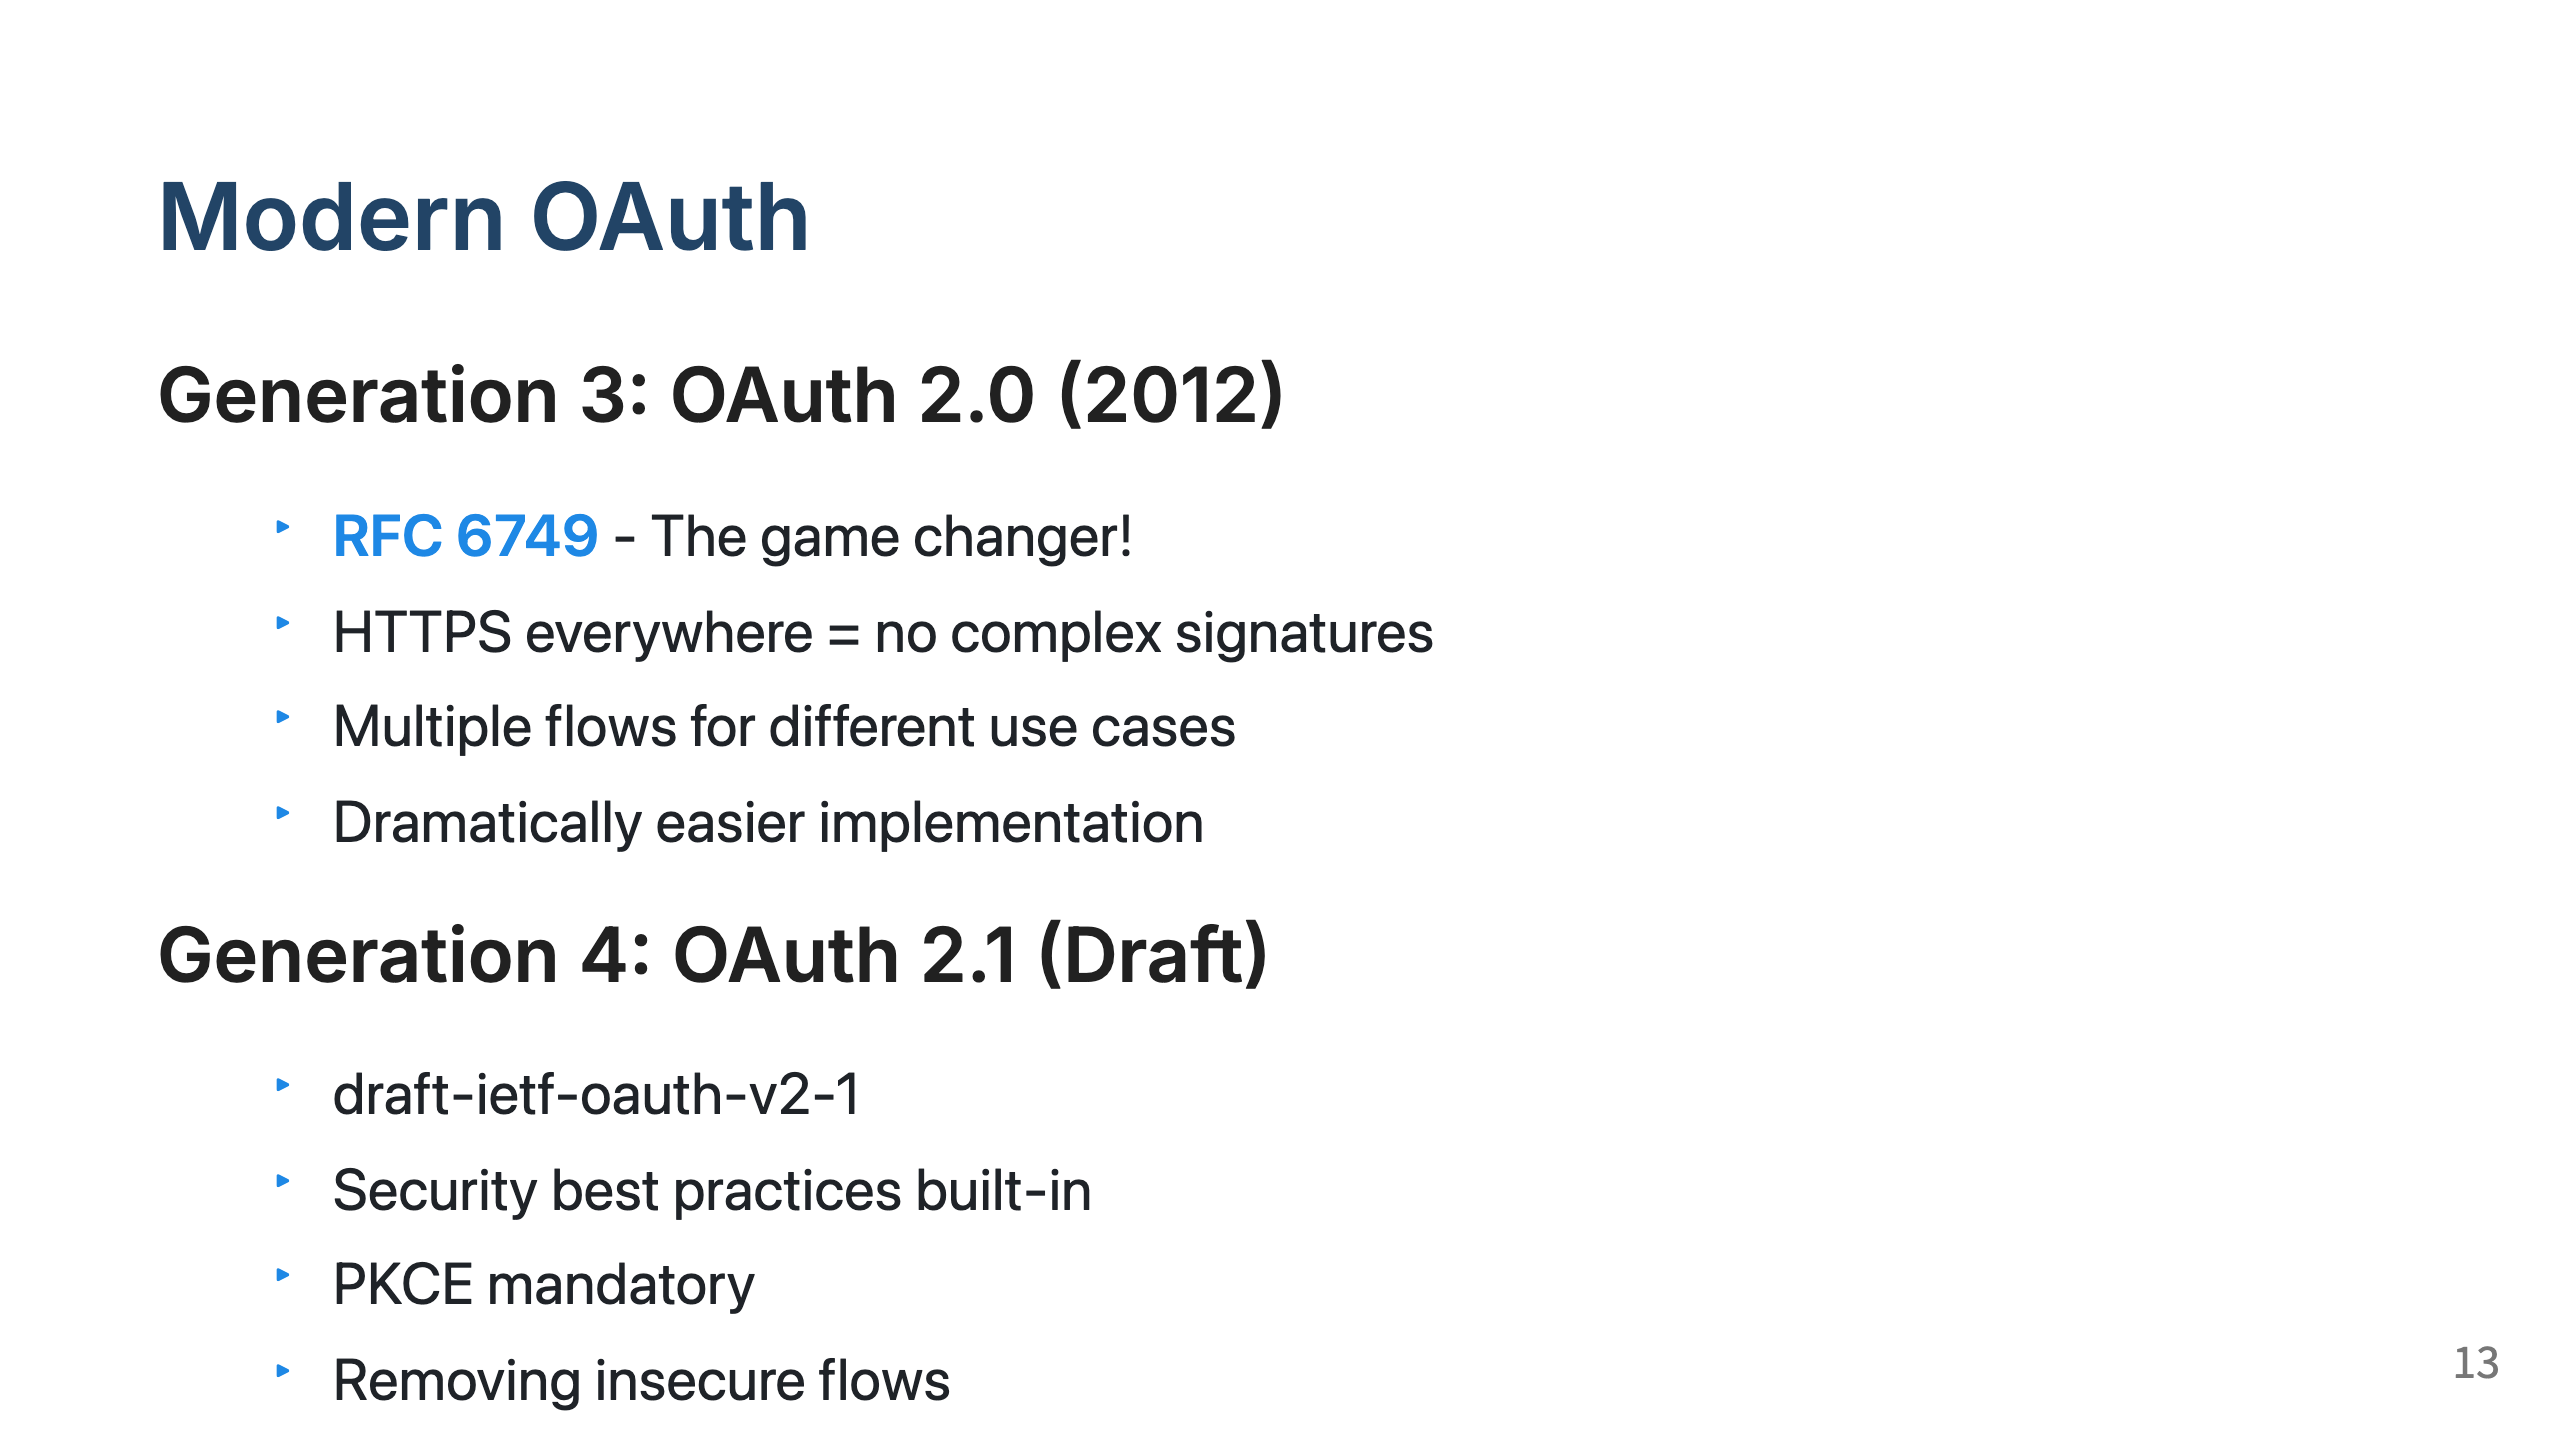 Modern OAuth
Generation 3: OAuth 2.0 (2012)
‣ RFC 6749 - The game changer!
‣ HTTPS everywhere = no complex signatures
‣ Multiple flows for different use cases
‣ Dramatically easier implementation
Generation 4: OAuth 2.1 (Draft)
‣ draft-ietf-oauth-v2-1
‣ Security best practices built-in
‣ PKCE mandatory
‣ Removing insecure flows
13